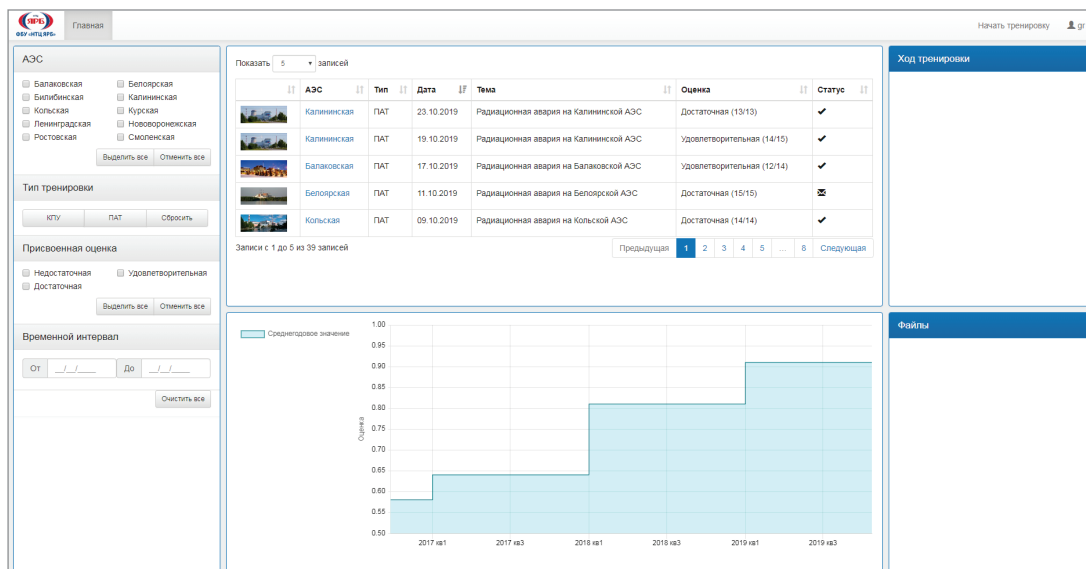 ЯРБ
ФБУ «НТЦ ЯРБ»
Главная
Начать тренировку
gr
АЭС
Балаковская
Белоярская
Билибинская
Калининская
Кольская
Курская
Ленинградская
Нововоронежская
Ростовская
Смоленская
Выделить все
Отменить все
Тип тренировки
КПУ
ПАТ
Сбросить
Присвоенная оценка
Недостаточная
Удовлетворительная
Достаточная
Выделить все
Отменить все
Временной интервал
От __/__/____
До __/__/____
Очистить все
Показать 5 записей
АЭС Тип Дата Тема Оценка Статус
Калининская ПАТ 23.10.2019 Радиационная авария на Калининской АЭС Достаточная (13/13)
Калининская ПАТ 19.10.2019 Радиационная авария на Калининской АЭС Удовлетворительная (14/15)
Балаковская ПАТ 17.10.2019 Радиационная авария на Балаковской АЭС Удовлетворительная (12/14)
Белоярская ПАТ 11.10.2019 Радиационная авария на Белоярской АЭС Достаточная (15/15)
Кольская ПАТ 09.10.2019 Радиационная авария на Кольской АЭС Достаточная (14/14)
Записи с 1 до 5 из 39 записей
Предыдущая 1 2 3 4 5 ... 8 Следующая
Среднегодовое значение
Оценка
1.00
0.95
0.90
0.85
0.80
0.75
0.70
0.65
0.60
0.55
0.50
2017 кв1 2017 кв3 2018 кв1 2018 кв3 2019 кв1 2019 кв3
Ход тренировки
Файлы